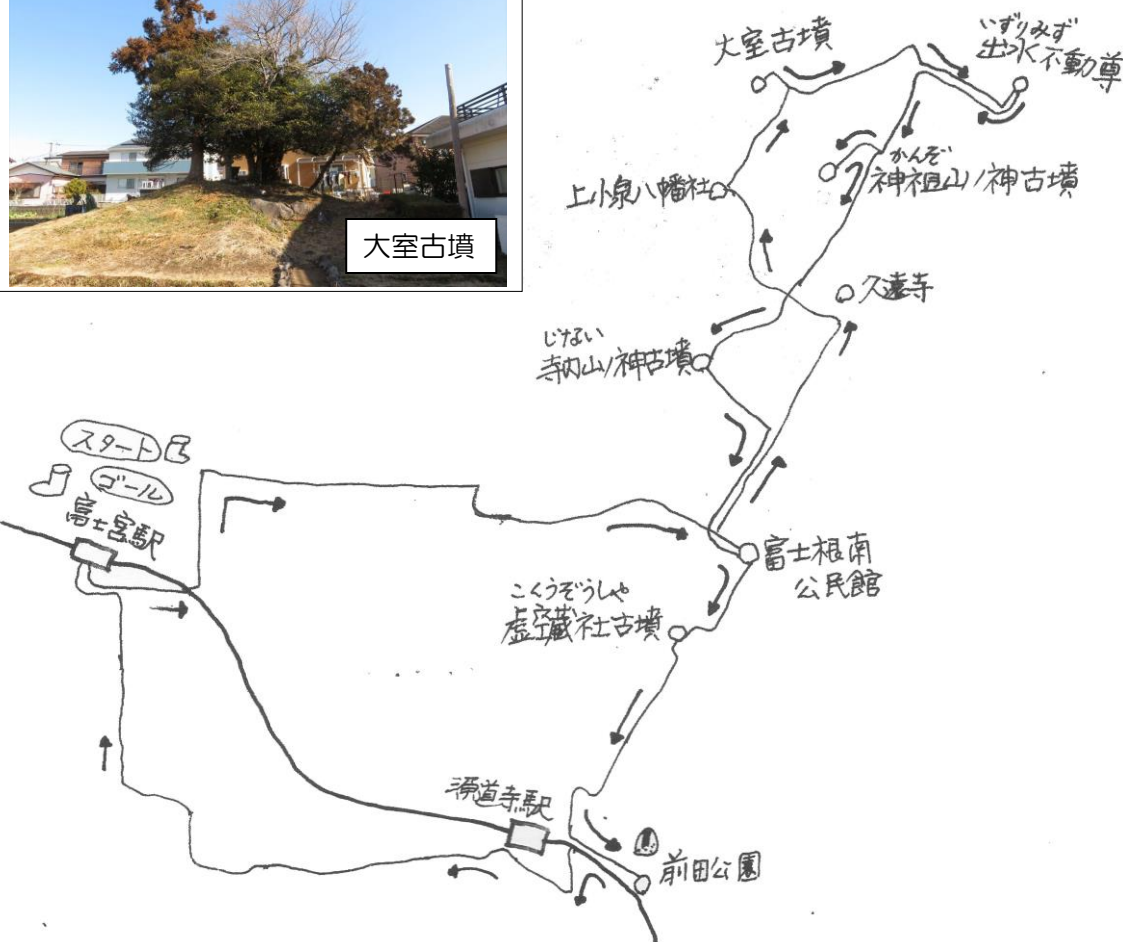 大室古墳
大室古墳
いずりみず
出水不動尊
かんぞ
神祖山ノ神古墳
上小泉八幡社
久遠寺
じない
寺内山ノ神古墳
スタート
ゴール
富士宮駅
富士根南
公民館
こくうぞうしゃ
虚空蔵社古墳
源道寺駅
前田公園